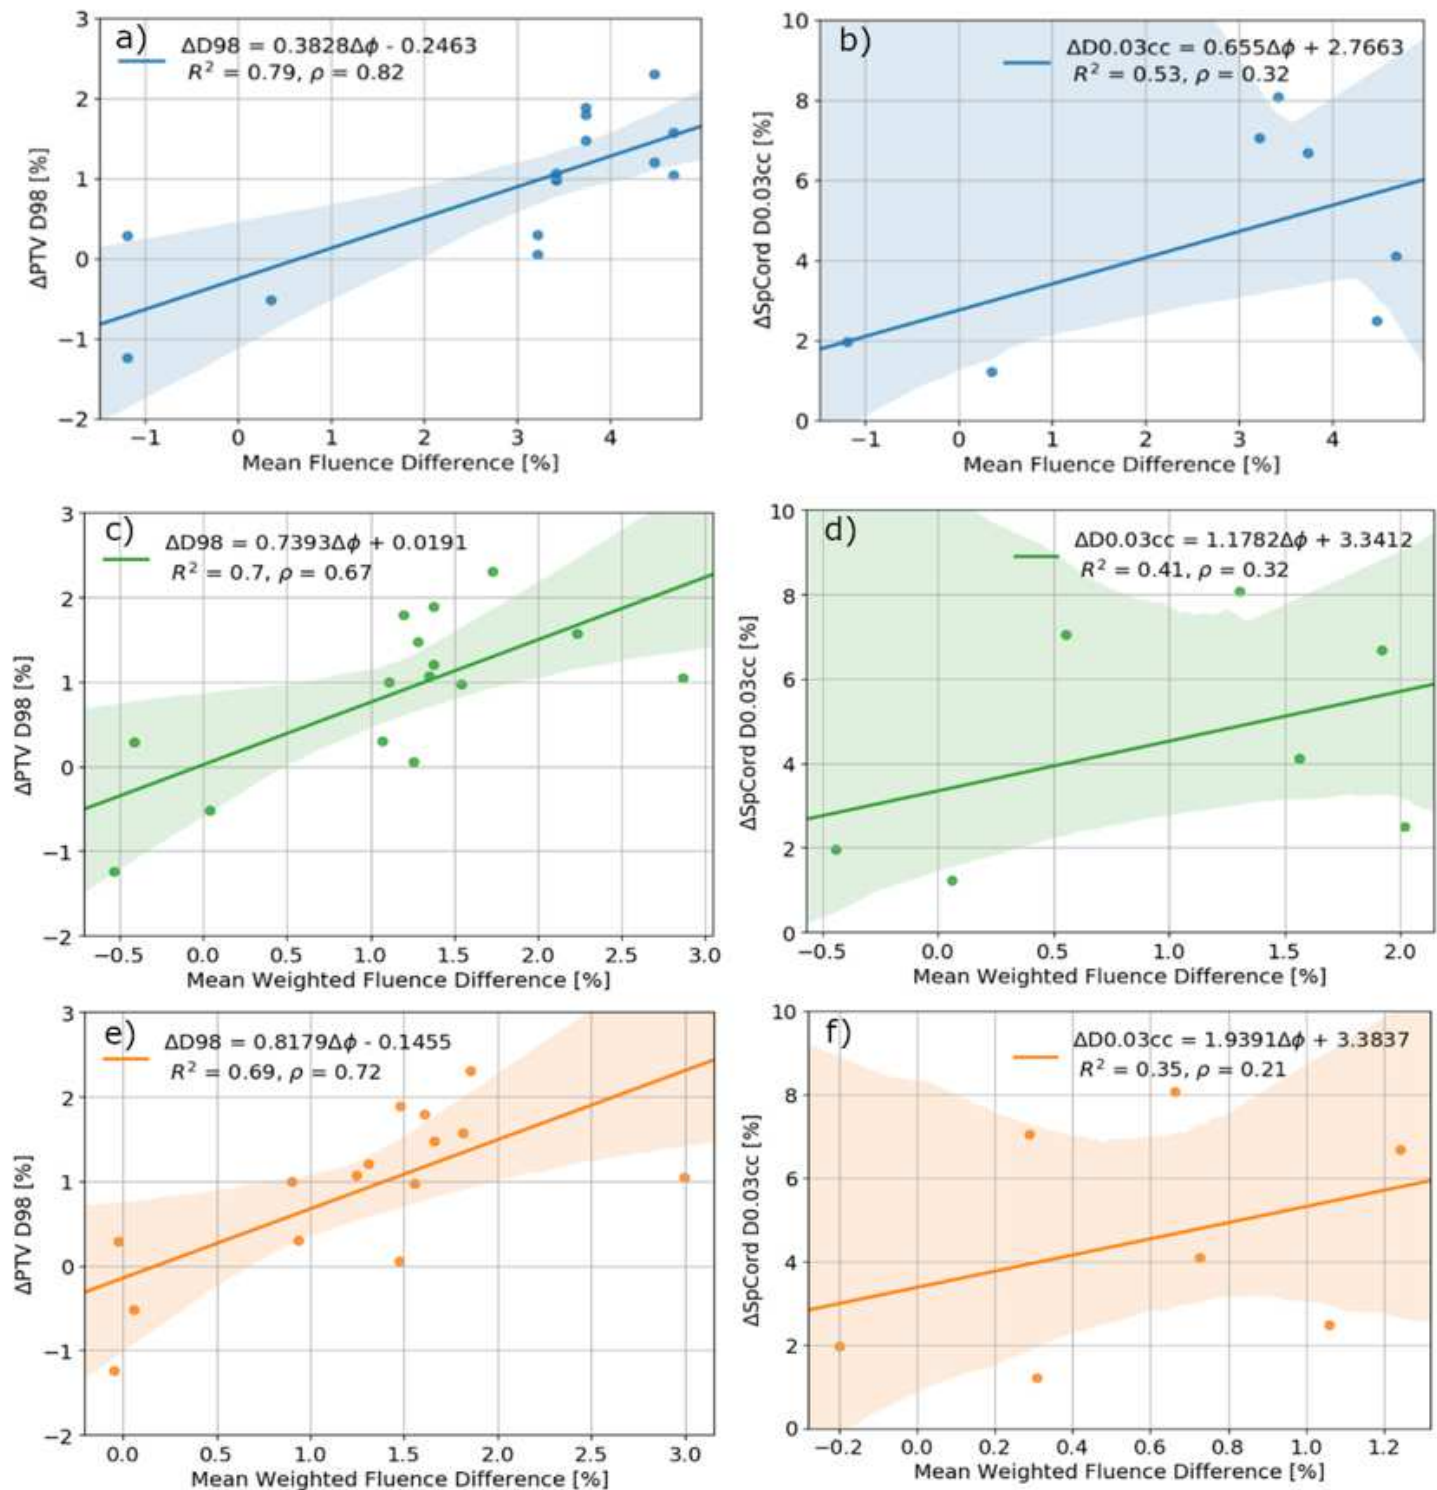 a)
ΔD98 = 0.3828Δϕ - 0.2463
R² = 0.79, ρ = 0.82
3
2
1
0
−1
−2
ΔPTV D98 [%]
−1 0 1 2 3 4
Mean Fluence Difference [%]
b)
ΔD0.03cc = 0.655Δϕ + 2.7663
R² = 0.53, ρ = 0.32
10
8
6
4
2
0
ΔSpCord D0.03cc [%]
−1 0 1 2 3 4
Mean Fluence Difference [%]
c)
ΔD98 = 0.7393Δϕ + 0.0191
R² = 0.7, ρ = 0.67
3
2
1
0
−1
−2
ΔPTV D98 [%]
−0.5 0.0 0.5 1.0 1.5 2.0 2.5 3.0
Mean Weighted Fluence Difference [%]
d)
ΔD0.03cc = 1.1782Δϕ + 3.3412
R² = 0.41, ρ = 0.32
10
8
6
4
2
0
ΔSpCord D0.03cc [%]
−0.5 0.0 0.5 1.0 1.5 2.0
Mean Weighted Fluence Difference [%]
e)
ΔD98 = 0.8179Δϕ - 0.1455
R² = 0.69, ρ = 0.72
3
2
1
0
−1
−2
ΔPTV D98 [%]
0.0 0.5 1.0 1.5 2.0 2.5 3.0
Mean Weighted Fluence Difference [%]
f)
ΔD0.03cc = 1.9391Δϕ + 3.3837
R² = 0.35, ρ = 0.21
10
8
6
4
2
0
ΔSpCord D0.03cc [%]
−0.2 0.0 0.2 0.4 0.6 0.8 1.0 1.2
Mean Weighted Fluence Difference [%]